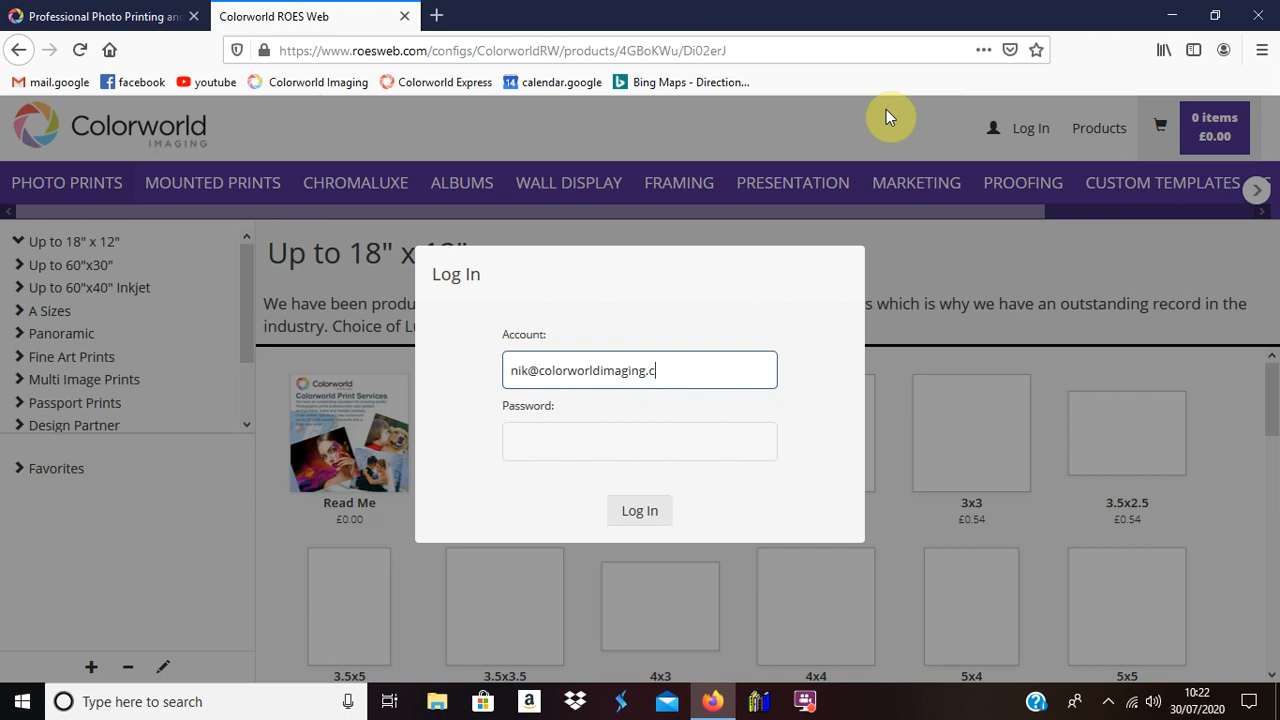 Professional Photo Printing and
Colorworld ROES Web
https://www.roesweb.com/configs/ColorworldRW/products/4GBoKWu/Di02erJ
mail.google
facebook
youtube
Colorworld Imaging
Colorworld Express
14 calendar.google
Bing Maps - Direction...
Colorworld
IMAGING
Log In
Products
0 items
£0.00
PHOTO PRINTS
MOUNTED PRINTS
CHROMALUXE
ALBUMS
WALL DISPLAY
FRAMING
PRESENTATION
MARKETING
PROOFING
CUSTOM TEMPLATES
Up to 18" x 12"
Up to 60"x30"
Up to 60"x40" Inkjet
A Sizes
Panoramic
Fine Art Prints
Multi Image Prints
Passport Prints
Design Partner
Favorites
Up to 18" x 12"
We have been produ
s which is why we have an outstanding record in the
industry. Choice of Lu
Log In
Account:
nik@colorworldimaging.c
Password:
Log In
Colorworld
Colorworld Print Services
Read Me
£0.00
3x3
£0.54
3.5x2.5
£0.54
3.5x5
3.5x3.5
4x3
4x4
5x4
5x5
Type here to search
10:22
30/07/2020